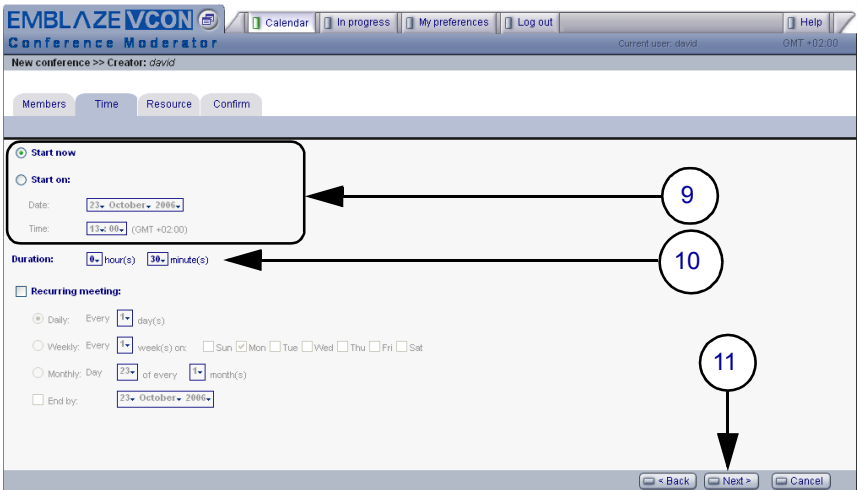 EMBLAZE VCON Calendar In progress My preferences Log out Help
Conference Moderator Current user: david GMT +02:00
New conference >> Creator: david
Members Time Resource Confirm
Start now
Start on:
9
Date: 23 October 2006
Time: 13: 00 (GMT +02:00)
Duration: 0 hour(s) 30 minute(s)
10
Recurring meeting:
Daily: Every 1 day(s)
Weekly: Every 1 week(s) on: Sun Mon Tue Wed Thu Fri Sat
11
Monthly: Day 23 of every 1 month(s)
End by: 23 October 2006
< Back Next > Cancel